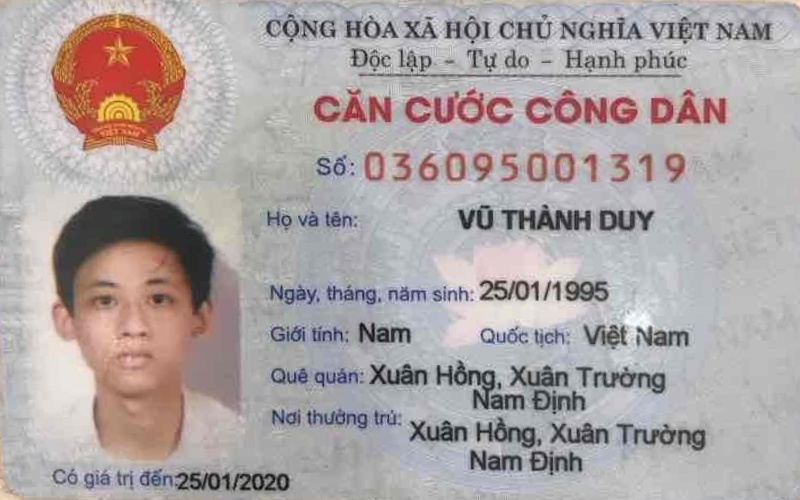 CỘNG HÒA XÃ HỘI CHỦ NGHĨA VIỆT NAM
Độc lập - Tự do - Hạnh phúc
CĂN CƯỚC CÔNG DÂN
Số: 036095001319
Họ và tên: VŨ THÀNH DUY
Ngày, tháng, năm sinh: 25/01/1995
Giới tính: Nam Quốc tịch: Việt Nam
Quê quán: Xuân Hồng, Xuân Trường
Nam Định
Nơi thường trú: Xuân Hồng, Xuân Trường
Nam Định
Có giá trị đến: 25/01/2020